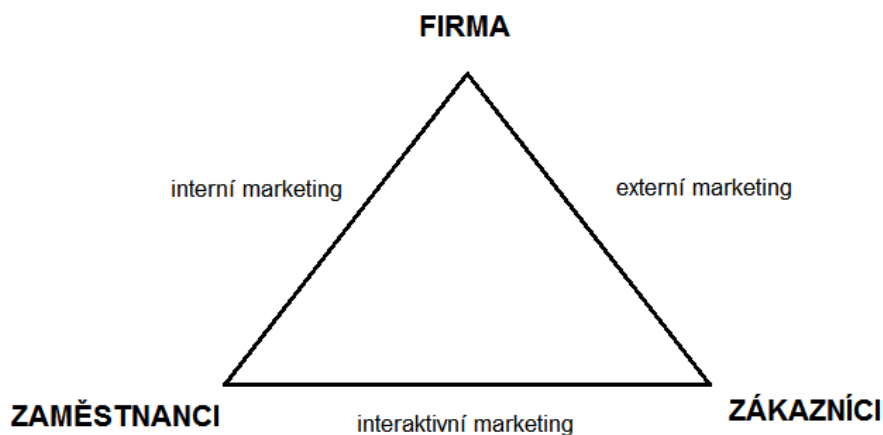 FIRMA
interní marketing
externí marketing
ZAMĚSTNANCI
interaktivní marketing
ZÁKAZNÍCI